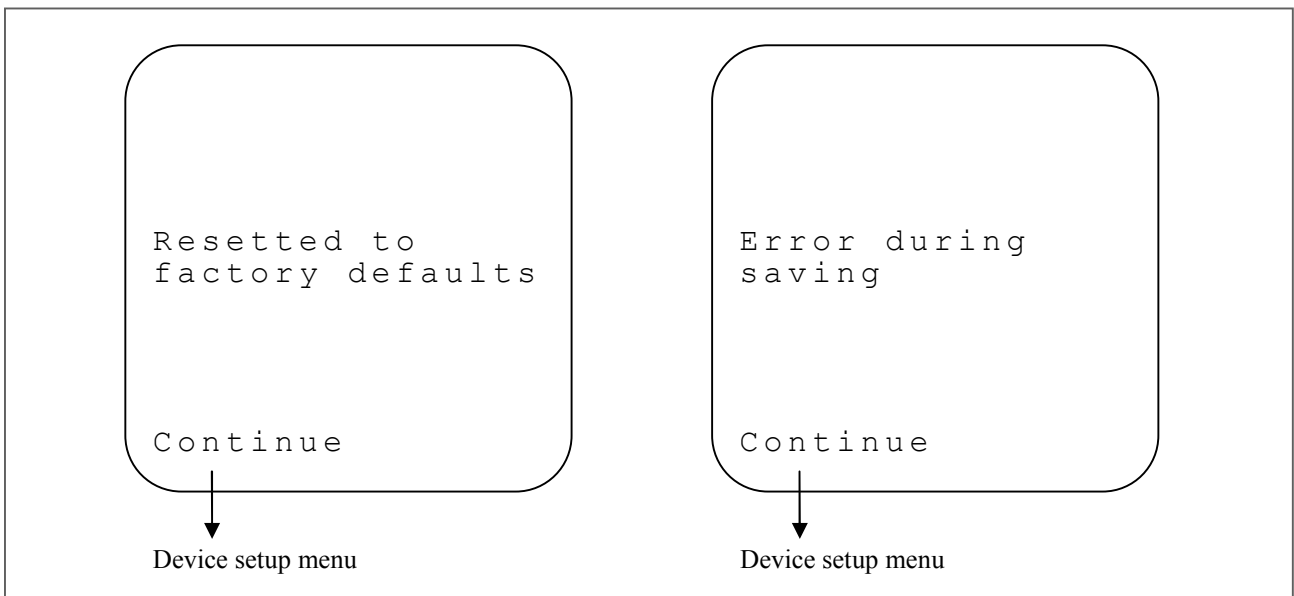 Resetted to
factory defaults
Continue
Device setup menu
Error during
saving
Continue
Device setup menu